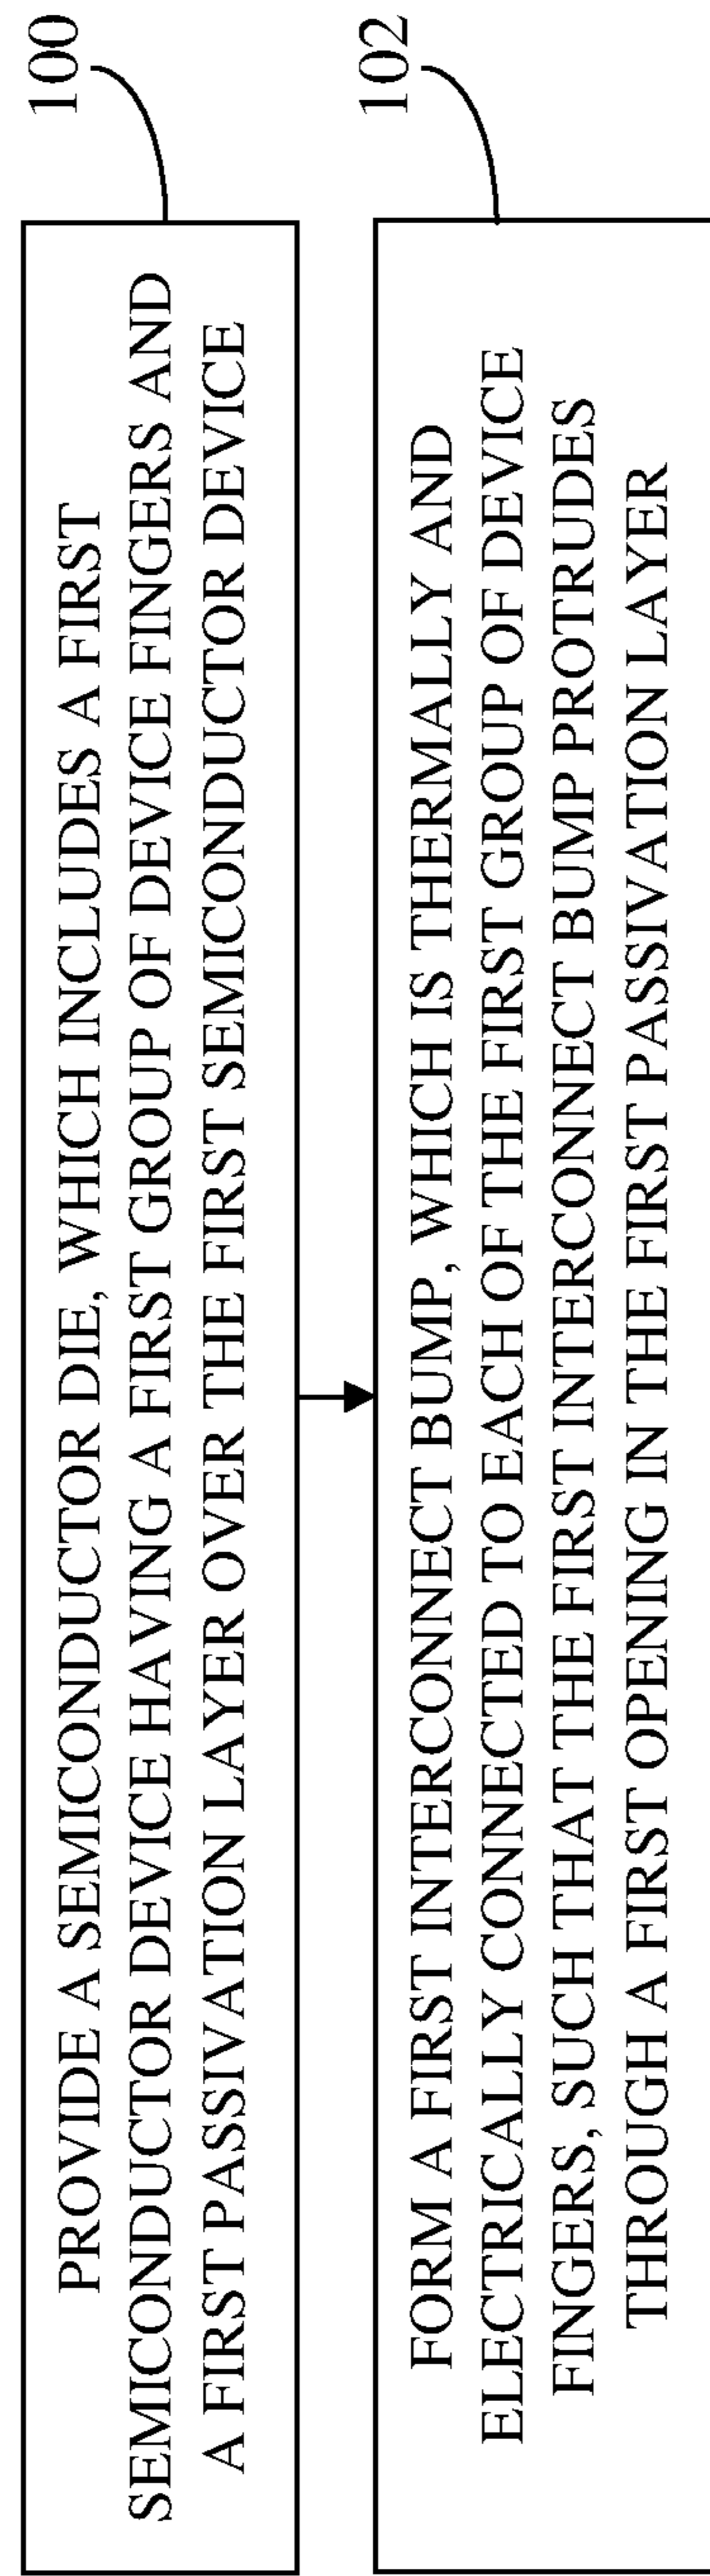 100
PROVIDE A SEMICONDUCTOR DIE, WHICH INCLUDES A FIRST
SEMICONDUCTOR DEVICE HAVING A FIRST GROUP OF DEVICE FINGERS AND
A FIRST PASSIVATION LAYER OVER THE FIRST SEMICONDUCTOR DEVICE
102
FORM A FIRST INTERCONNECT BUMP, WHICH IS THERMALLY AND
ELECTRICALLY CONNECTED TO EACH OF THE FIRST GROUP OF DEVICE
FINGERS, SUCH THAT THE FIRST INTERCONNECT BUMP PROTRUDES
THROUGH A FIRST OPENING IN THE FIRST PASSIVATION LAYER